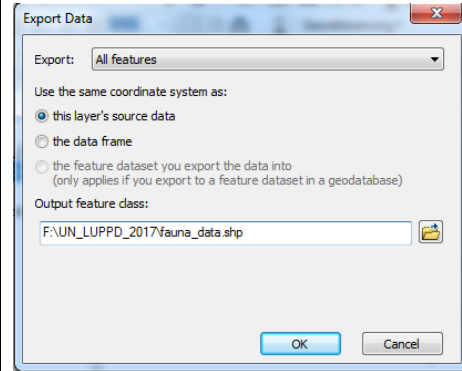 Export Data
Export: All features
Use the same coordinate system as:
this layer's source data
the data frame
the feature dataset you export the data into
(only applies if you export to a feature dataset in a geodatabase)
Output feature class:
F:\UN_LUPPD_2017\fauna_data.shp
OK Cancel